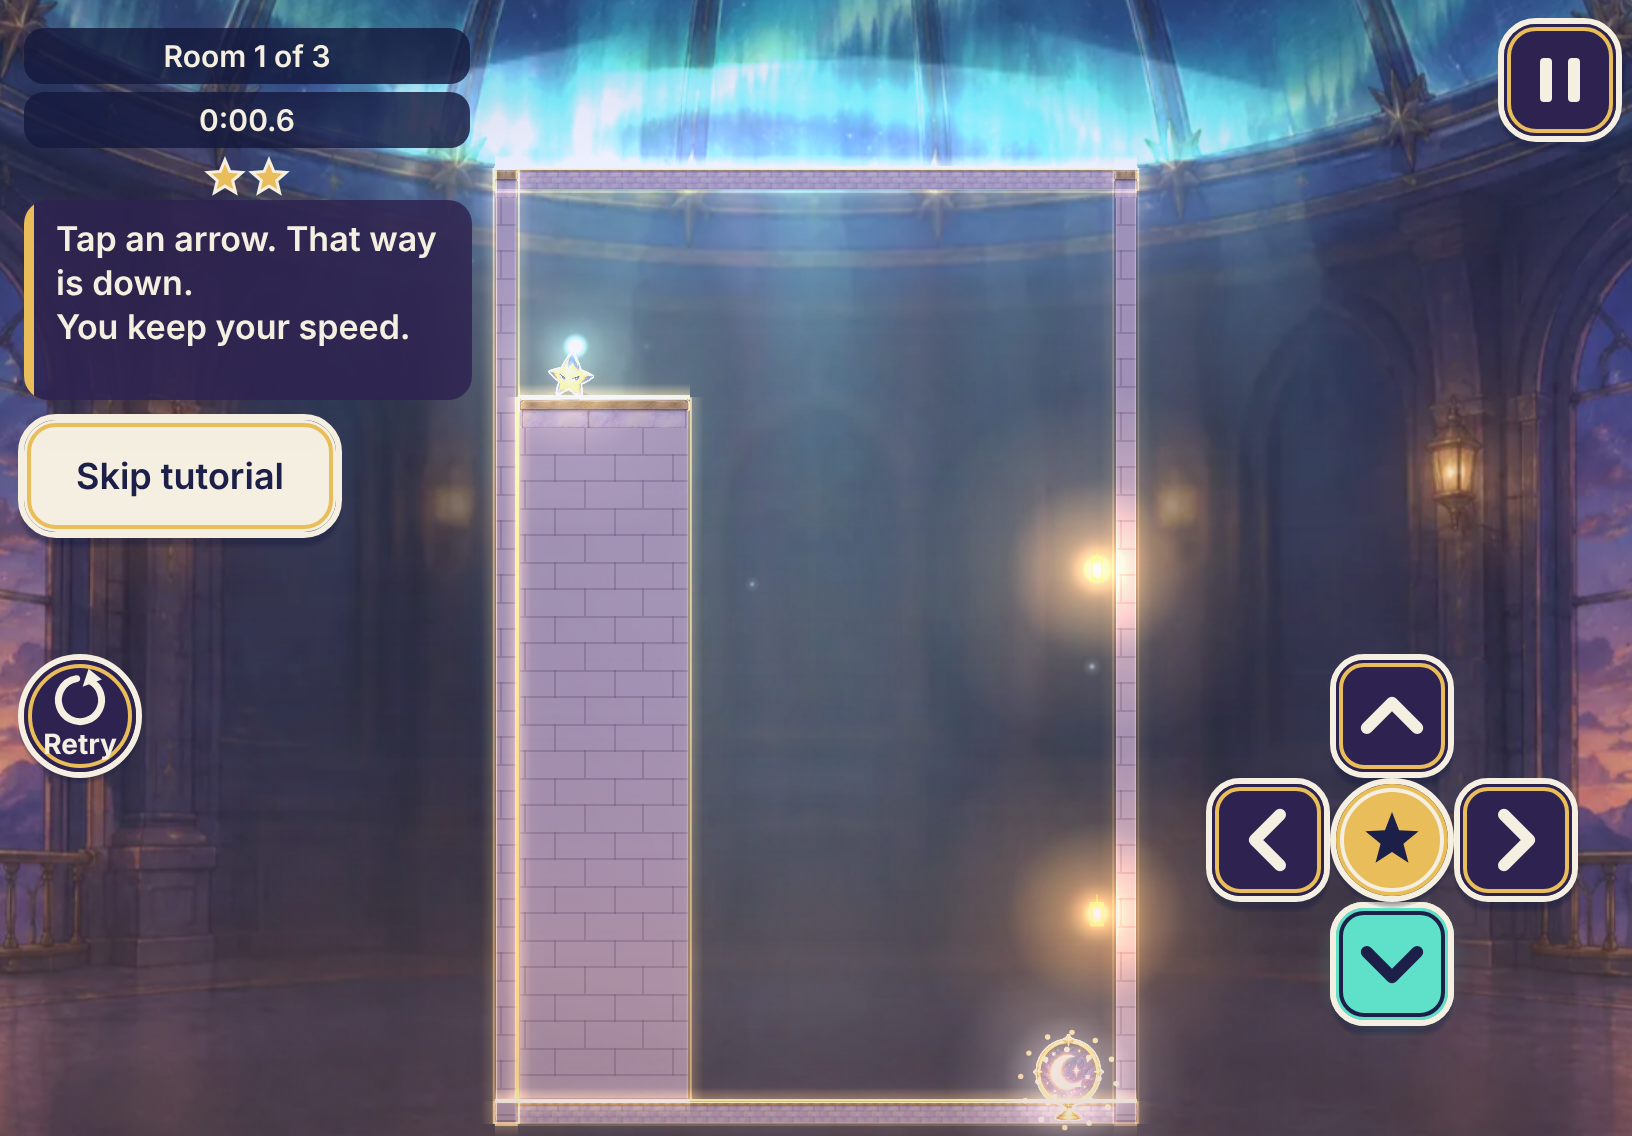 Room 1 of 3
0:00.6
Tap an arrow. That way
is down.
You keep your speed.
Skip tutorial
Retry